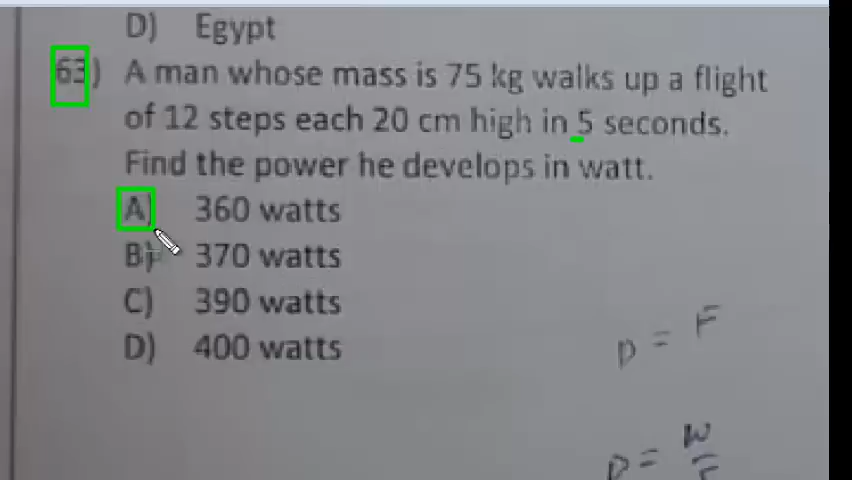 D) Egypt
63) A man whose mass is 75 kg walks up a flight
of 12 steps each 20 cm high in 5 seconds.
Find the power he develops in watt.
A) 360 watts
B) 370 watts
C) 390 watts
D) 400 watts
P = F
P = W